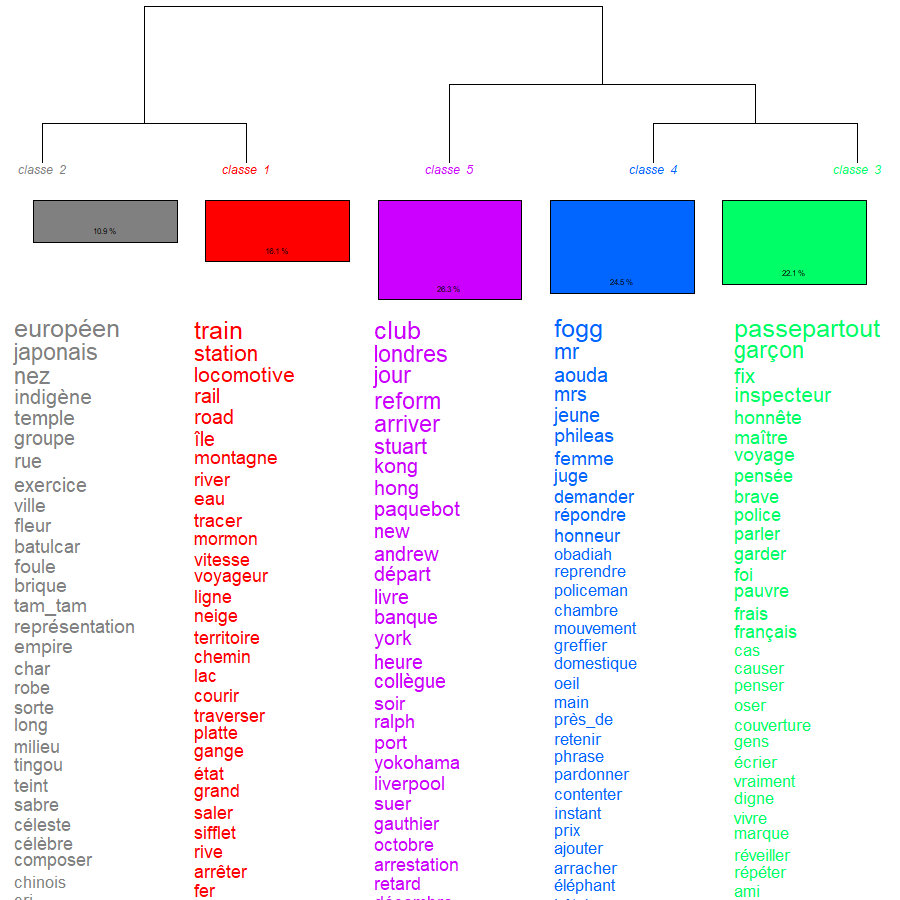 classe 2
classe 1
classe 5
classe 4
classe 3
10.9 %
16.1 %
26.3 %
24.5 %
22.1 %
européen
japonais
nez
indigène
temple
groupe
rue
exercice
ville
fleur
batulcar
foule
brique
tam_tam
représentation
empire
char
robe
sorte
long
milieu
tingou
teint
sabre
céleste
célèbre
composer
chinois
train
station
locomotive
rail
road
île
montagne
river
eau
tracer
mormon
vitesse
voyageur
ligne
neige
territoire
chemin
lac
courir
traverser
platte
gange
état
grand
saler
sifflet
rive
arrêter
fer
club
londres
jour
reform
arriver
stuart
kong
hong
paquebot
new
andrew
départ
livre
banque
york
heure
collègue
soir
ralph
port
yokohama
liverpool
suer
gauthier
octobre
arrestation
retard
fogg
mr
aouda
mrs
jeune
phileas
femme
juge
demander
répondre
honneur
obadiah
reprendre
policeman
chambre
mouvement
greffier
domestique
oeil
main
près_de
retenir
phrase
pardonner
contenter
instant
prix
ajouter
arracher
éléphant
passepartout
garçon
fix
inspecteur
honnête
maître
voyage
pensée
brave
police
parler
garder
foi
pauvre
frais
français
cas
causer
penser
oser
couverture
gens
écrier
vraiment
digne
vivre
marque
réveiller
répéter
ami